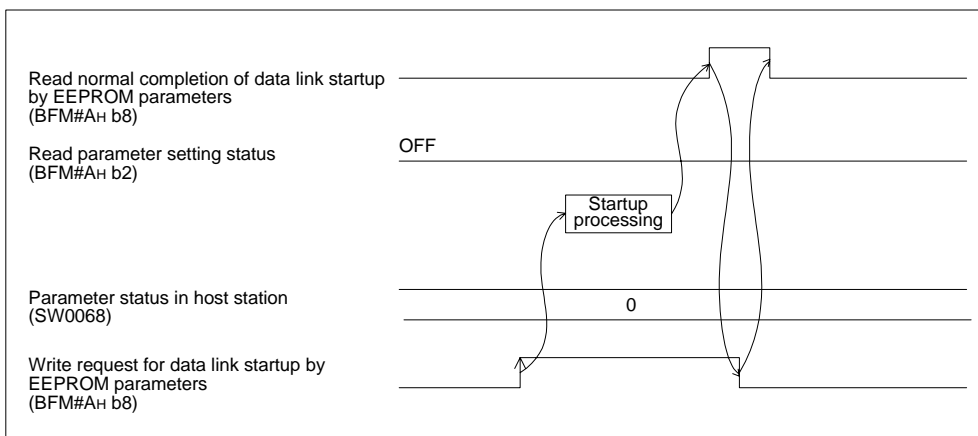 Read normal completion of data link startup
by EEPROM parameters
(BFM#AH b8)
Read parameter setting status
(BFM#AH b2)
OFF
Startup
processing
Parameter status in host station
(SW0068)
0
Write request for data link startup by
EEPROM parameters
(BFM#AH b8)